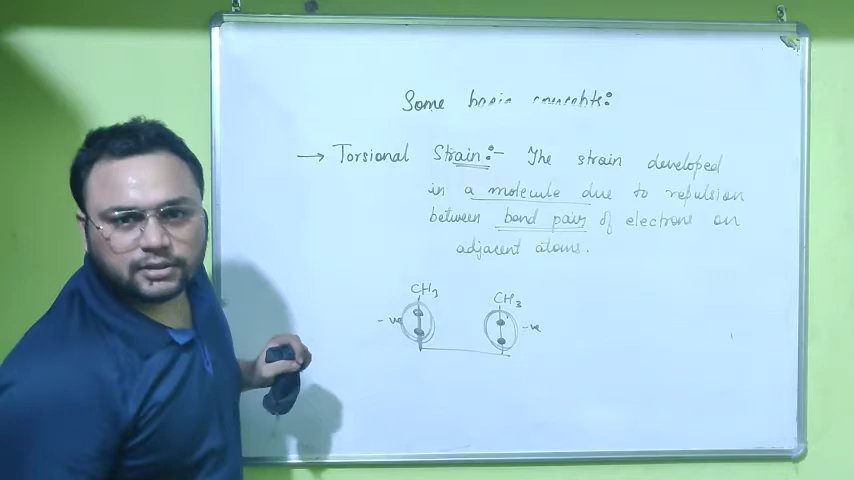 Some basic concepts:
→ Torsional Strain:- The strain developed
in a molecule due to repulsion
between bond pairs of electrons on
adjacent atoms.
CH3 CH3
-ve -ve